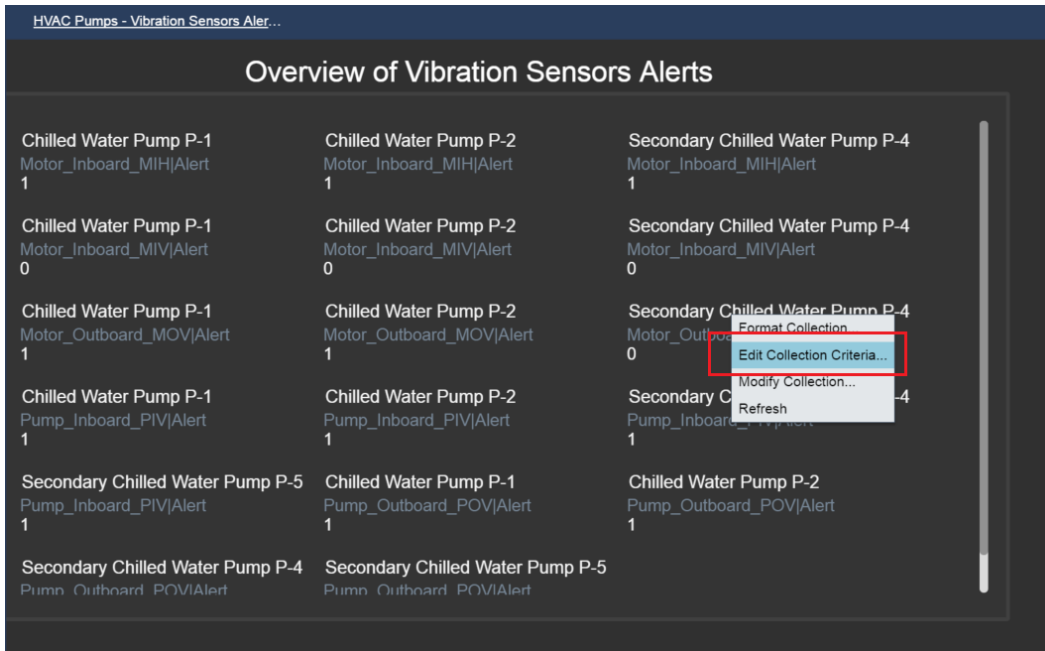 HVAC Pumps - Vibration Sensors Aler...
Overview of Vibration Sensors Alerts
Chilled Water Pump P-1
Motor_Inboard_MIH|Alert
1
Chilled Water Pump P-2
Motor_Inboard_MIH|Alert
1
Secondary Chilled Water Pump P-4
Motor_Inboard_MIH|Alert
1
Chilled Water Pump P-1
Motor_Inboard_MIV|Alert
0
Chilled Water Pump P-2
Motor_Inboard_MIV|Alert
0
Secondary Chilled Water Pump P-4
Motor_Inboard_MIV|Alert
0
Chilled Water Pump P-1
Motor_Outboard_MOV|Alert
1
Chilled Water Pump P-2
Motor_Outboard_MOV|Alert
1
Secondary Chilled Water Pump P-4
Motor_Outboa
0
Format Collection...
Edit Collection Criteria...
Modify Collection...
Refresh
Chilled Water Pump P-1
Pump_Inboard_PIV|Alert
1
Chilled Water Pump P-2
Pump_Inboard_PIV|Alert
1
Secondary C
-4
Pump_Inboard_PIV|Alert
1
Secondary Chilled Water Pump P-5
Pump_Inboard_PIV|Alert
1
Chilled Water Pump P-1
Pump_Outboard_POV|Alert
1
Chilled Water Pump P-2
Pump_Outboard_POV|Alert
1
Secondary Chilled Water Pump P-4
Pump_Outboard_POV|Alert
Secondary Chilled Water Pump P-5
Pump_Outboard_POV|Alert